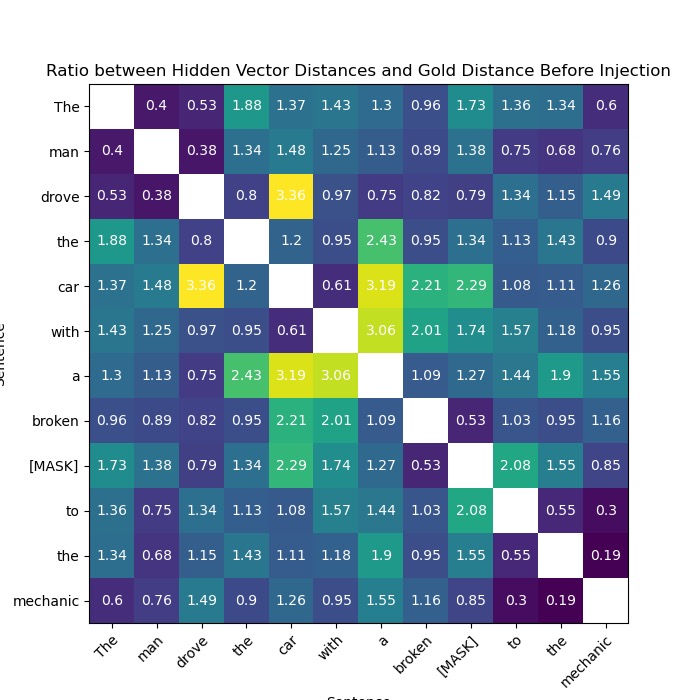 Ratio between Hidden Vector Distances and Gold Distance Before Injection
The 0.4 0.53 1.88 1.37 1.43 1.3 0.96 1.73 1.36 1.34 0.6
man 0.4 0.38 1.34 1.48 1.25 1.13 0.89 1.38 0.75 0.68 0.76
drove 0.53 0.38 0.8 3.36 0.97 0.75 0.82 0.79 1.34 1.15 1.49
the 1.88 1.34 0.8 1.2 0.95 2.43 0.95 1.34 1.13 1.43 0.9
car 1.37 1.48 3.36 1.2 0.61 3.19 2.21 2.29 1.08 1.11 1.26
with 1.43 1.25 0.97 0.95 0.61 3.06 2.01 1.74 1.57 1.18 0.95
a 1.3 1.13 0.75 2.43 3.19 3.06 1.09 1.27 1.44 1.9 1.55
broken 0.96 0.89 0.82 0.95 2.21 2.01 1.09 0.53 1.03 0.95 1.16
[MASK] 1.73 1.38 0.79 1.34 2.29 1.74 1.27 0.53 2.08 1.55 0.85
to 1.36 0.75 1.34 1.13 1.08 1.57 1.44 1.03 2.08 0.55 0.3
the 1.34 0.68 1.15 1.43 1.11 1.18 1.9 0.95 1.55 0.55 0.19
mechanic 0.6 0.76 1.49 0.9 1.26 0.95 1.55 1.16 0.85 0.3 0.19
The man drove the car with a broken [MASK] to the mechanic